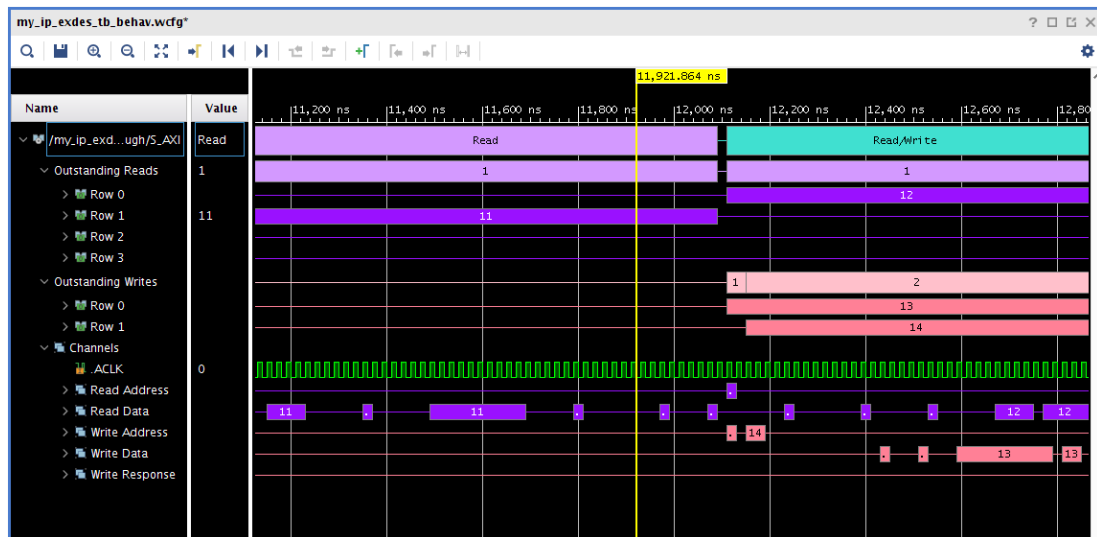 my_ip_exdes_tb_behav.wcfg*
11,921.864 ns
Name Value 11,200 ns 11,400 ns 11,600 ns 11,800 ns 12,000 ns 12,200 ns 12,400 ns 12,600 ns 12,80
/my_ip_exd...ugh/S_AXI Read Read Read/Write
Outstanding Reads 1 1 1
Row 0 12
Row 1 11 11
Row 2
Row 3
Outstanding Writes 1 2
Row 0 13
Row 1 14
Channels
.ACLK 0
Read Address .
Read Data 11 . 11 . . . . . . 12 12
Write Address . 14
Write Data . . 13 13
Write Response